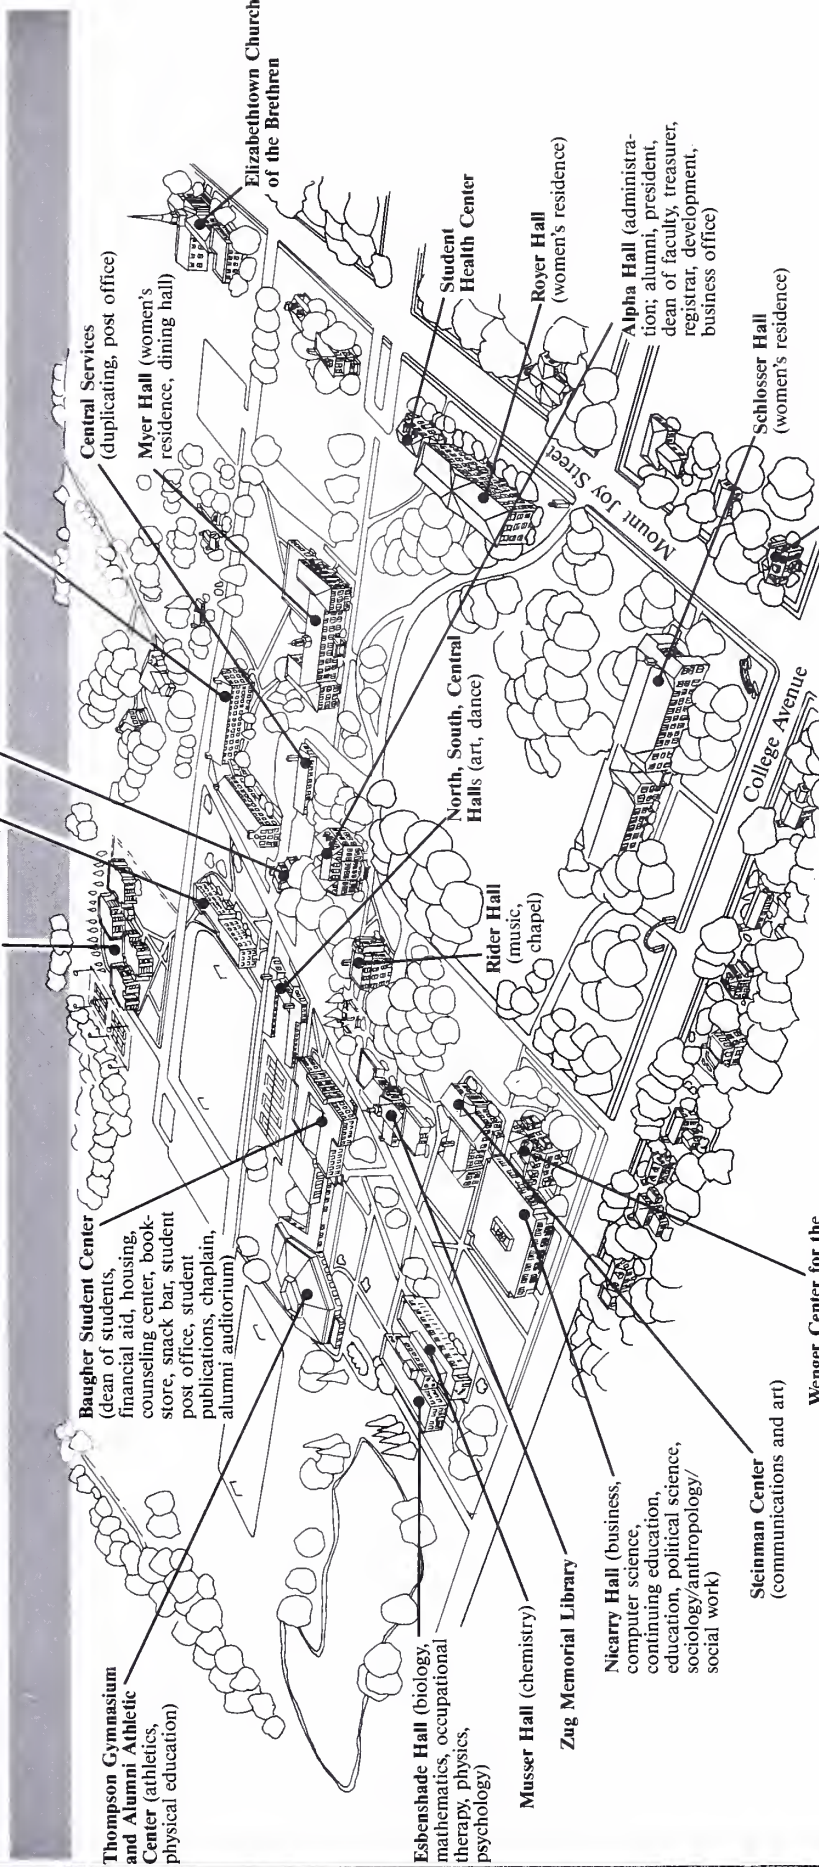 Thompson Gymnasium
and Alumni Athletic
Center (athletics,
physical education)
Baugher Student Center
(dean of students,
financial aid, housing,
counseling center, book-
store, snack bar, student
post office, student
publications, chaplain,
alumni auditorium)
Central Services
(duplicating, post office)
Myer Hall (women's
residence, dining hall)
Elizabethtown Church
of the Brethren
Student
Health Center
Royer Hall
(women's residence)
Alpha Hall (administra-
tion; alumni, president,
dean of faculty, treasurer,
registrar, development,
business office)
Schlosser Hall
(women's residence)
Mount Joy Street
College Avenue
North, South, Central
Halls (art, dance)
Rider Hall
(music,
chapel)
Esbenshade Hall (biology,
mathematics, occupational
therapy, physics,
psychology)
Musser Hall (chemistry)
Zug Memorial Library
Nicarry Hall (business,
computer science,
continuing education,
education, political science,
sociology/anthropology/
social work)
Steinman Center
(communications and art)
Wenger Center for the